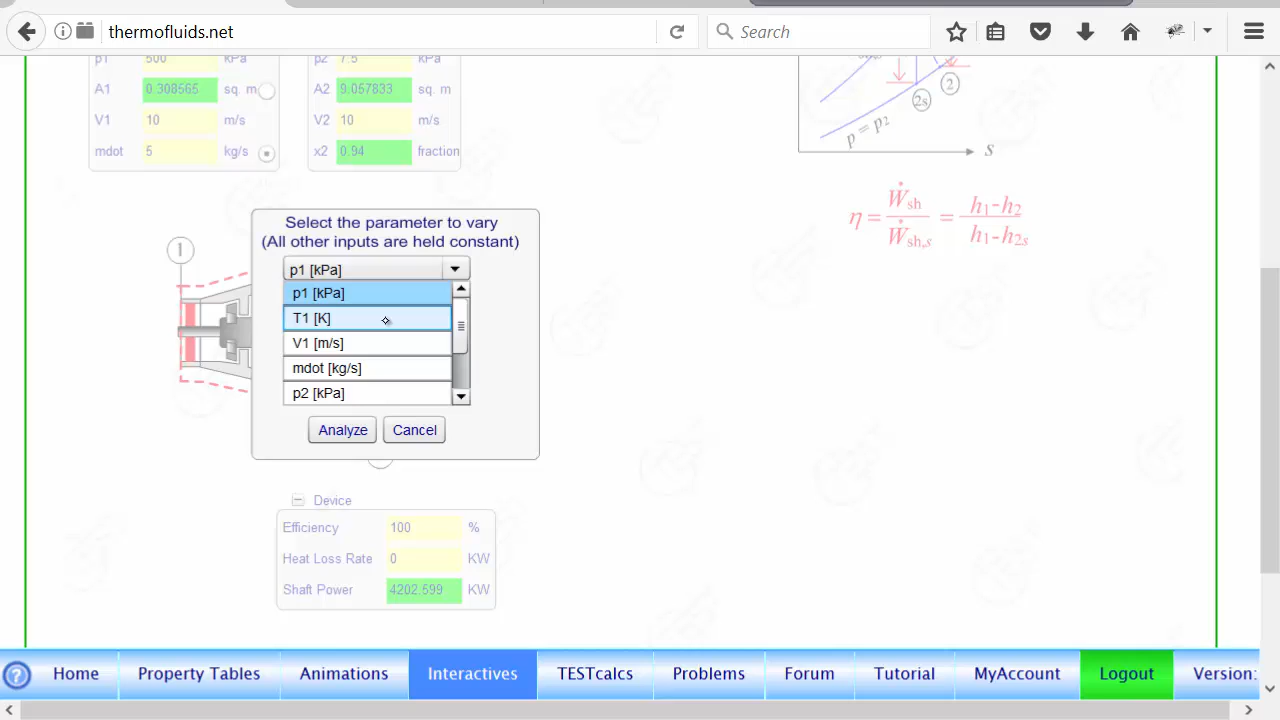 thermofluids.net
Search
p1 500 kPa
p2 7.5 kPa
A1 0.308565 sq. m
A2 9.057833 sq. m
V1 10 m/s
V2 10 m/s
mdot 5 kg/s
x2 0.94 fraction
2s
2
p = p2
s
η = Ẇsh / Ẇsh,s = h1-h2 / h1-h2s
1
Select the parameter to vary
(All other inputs are held constant)
p1 [kPa]
p1 [kPa]
T1 [K]
V1 [m/s]
mdot [kg/s]
p2 [kPa]
Analyze Cancel
Device
Efficiency 100 %
Heat Loss Rate 0 KW
Shaft Power 4202.599 KW
? Home Property Tables Animations Interactives TESTcalcs Problems Forum Tutorial MyAccount Logout Version: